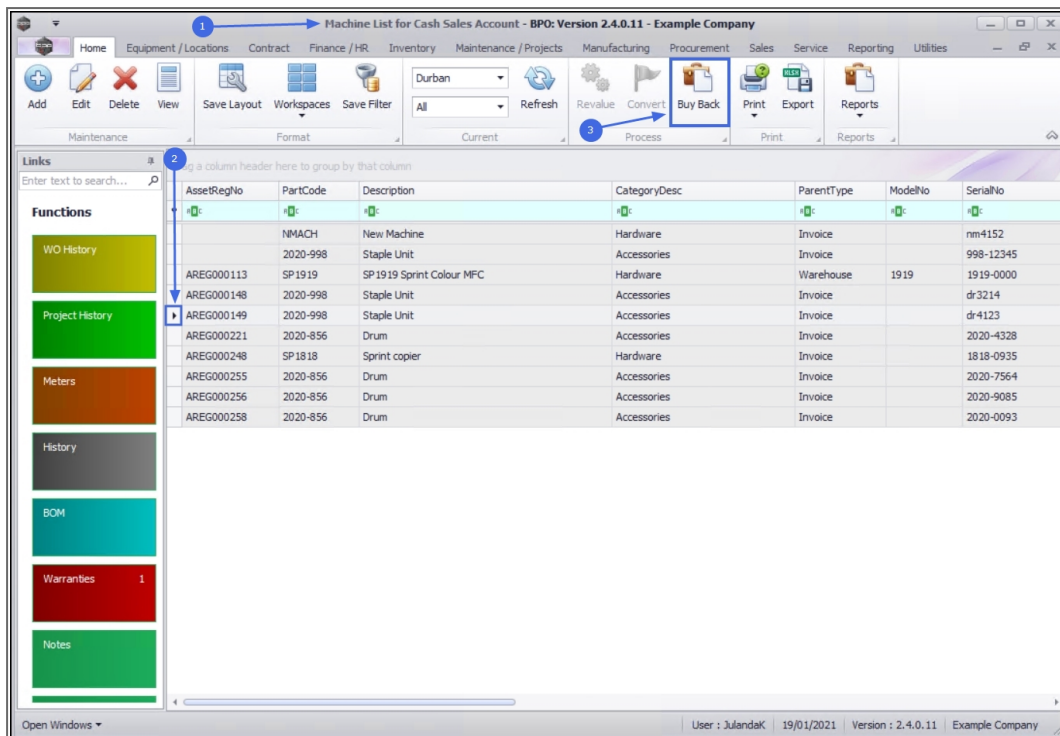 1
Machine List for Cash Sales Account - BPO: Version 2.4.0.11 - Example Company
Home Equipment / Locations Contract Finance / HR Inventory Maintenance / Projects Manufacturing Procurement Sales Service Reporting Utilities
Durban
All
Add Edit Delete View Save Layout Workspaces Save Filter Refresh Revalue Convert Buy Back Print Export Reports
3
Maintenance Format Current Process Print Reports
Links
2
g a column header here to group by that column
Enter text to search...
AssetRegNo PartCode Description CategoryDesc ParentType ModelNo SerialNo
Functions
NMACH New Machine Hardware Invoice nm4152
WO History
2020-998 Staple Unit Accessories Invoice 998-12345
AREG000113 SP1919 SP1919 Sprint Colour MFC Hardware Warehouse 1919 1919-0000
AREG000148 2020-998 Staple Unit Accessories Invoice dr3214
Project History
AREG000149 2020-998 Staple Unit Accessories Invoice dr4123
AREG000221 2020-856 Drum Accessories Invoice 2020-4328
AREG000248 SP1818 Sprint copier Hardware Invoice 1818-0935
Meters
AREG000255 2020-856 Drum Accessories Invoice 2020-7564
AREG000256 2020-856 Drum Accessories Invoice 2020-9085
AREG000258 2020-856 Drum Accessories Invoice 2020-0093
History
BOM
Warranties 1
Notes
Open Windows User : JulandaK 19/01/2021 Version : 2.4.0.11 Example Company